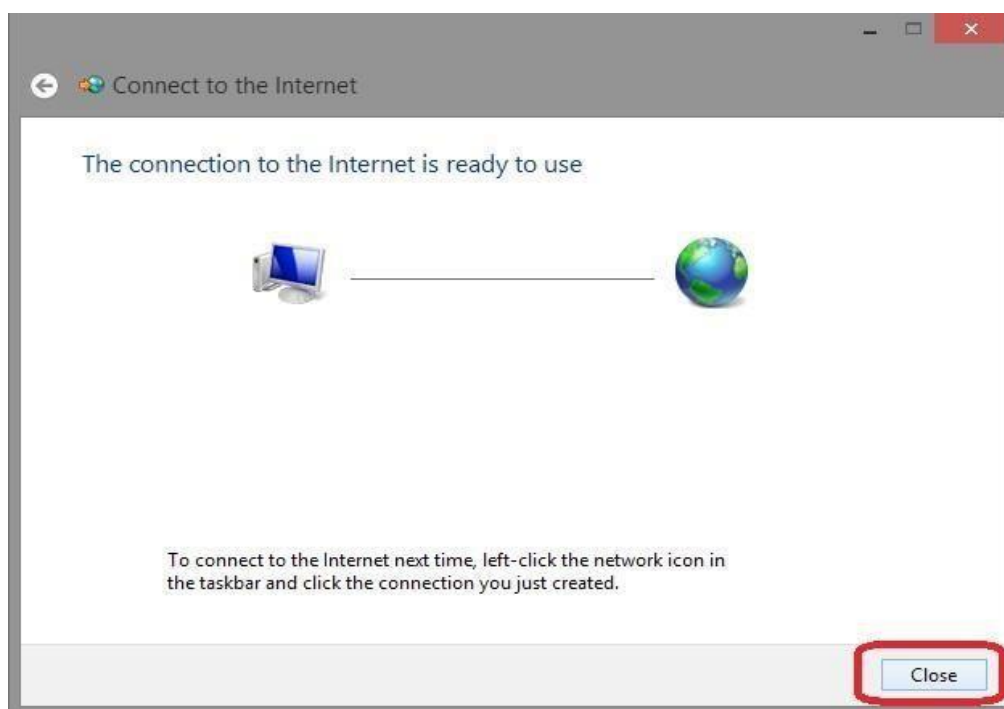 Connect to the Internet
The connection to the Internet is ready to use
To connect to the Internet next time, left-click the network icon in
the taskbar and click the connection you just created.
Close